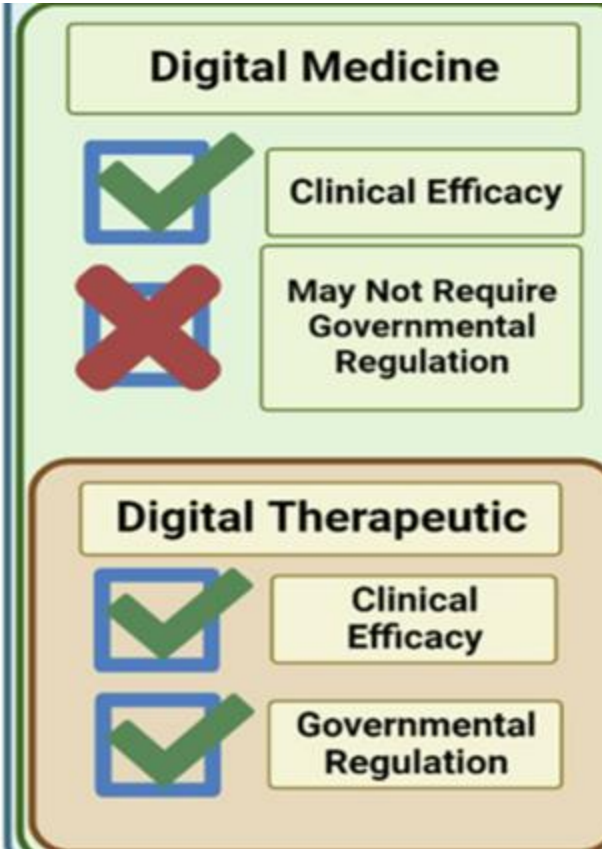 Digital Medicine
Clinical Efficacy
May Not Require
Governmental
Regulation
Digital Therapeutic
Clinical
Efficacy
Governmental
Regulation